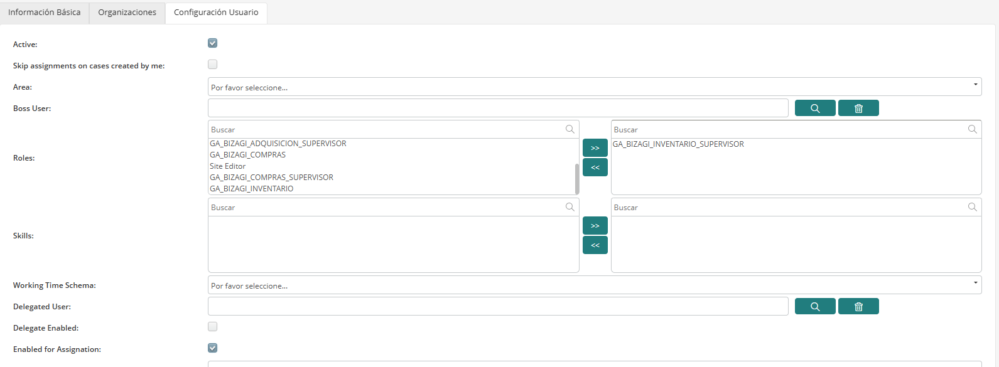 Información Básica
Organizaciones
Configuración Usuario
Active:
Skip assignments on cases created by me:
Area:
Por favor seleccione...
Boss User:
Roles:
Buscar
GA_BIZAGI_ADQUISICION_SUPERVISOR
GA_BIZAGI_COMPRAS
Site Editor
GA_BIZAGI_COMPRAS_SUPERVISOR
GA_BIZAGI_INVENTARIO
>>
<<
Buscar
GA_BIZAGI_INVENTARIO_SUPERVISOR
Skills:
Buscar
>>
<<
Buscar
Working Time Schema:
Por favor seleccione...
Delegated User:
Delegate Enabled:
Enabled for Assignation: